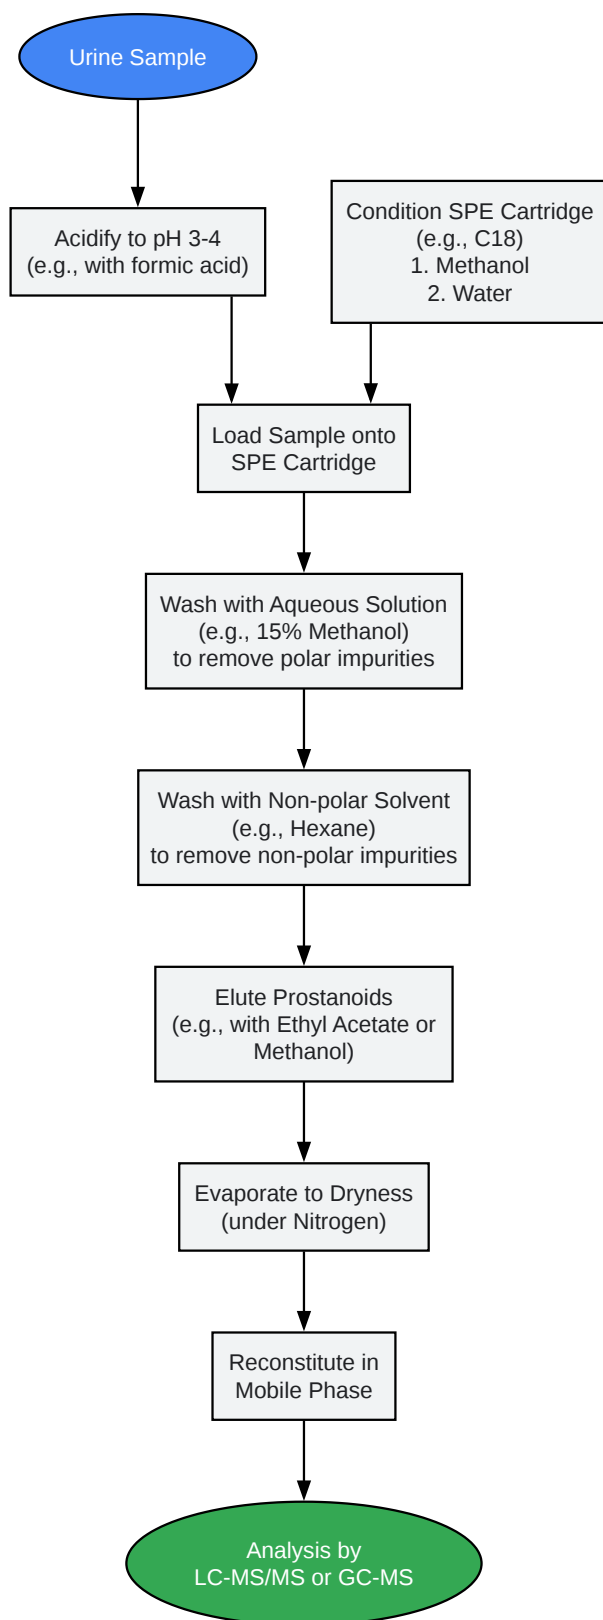 Urine Sample
Acidify to pH 3-4
(e.g., with formic acid)
Condition SPE Cartridge
(e.g., C18)
1. Methanol
2. Water
Load Sample onto
SPE Cartridge
Wash with Aqueous Solution
(e.g., 15% Methanol)
to remove polar impurities
Wash with Non-polar Solvent
(e.g., Hexane)
to remove non-polar impurities
Elute Prostanoids
(e.g., with Ethyl Acetate or
Methanol)
Evaporate to Dryness
(under Nitrogen)
Reconstitute in
Mobile Phase
Analysis by
LC-MS/MS or GC-MS